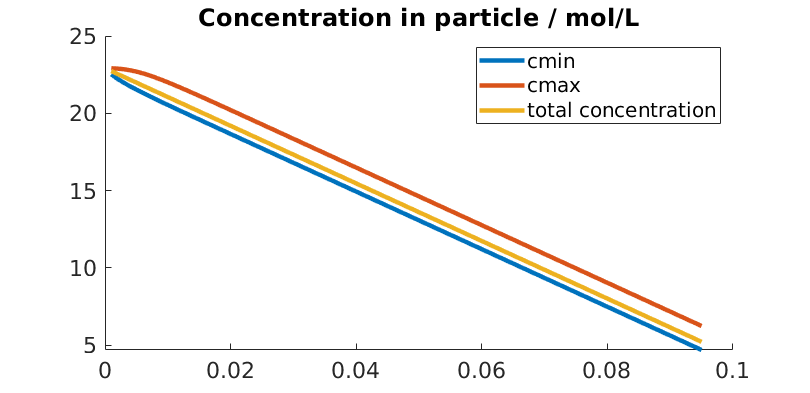 Concentration in particle / mol/L
25
20
15
10
5
cmin
cmax
total concentration
0
0.02
0.04
0.06
0.08
0.1